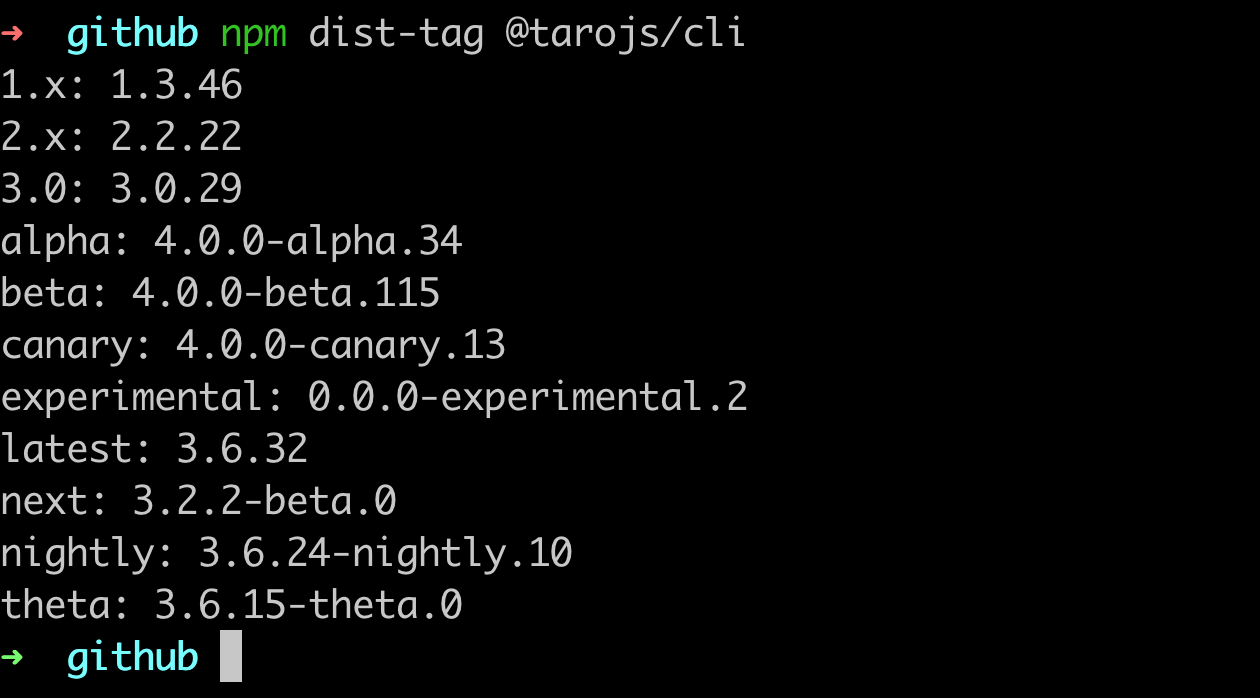 ➜ github npm dist-tag @tarojs/cli
1.x: 1.3.46
2.x: 2.2.22
3.0: 3.0.29
alpha: 4.0.0-alpha.34
beta: 4.0.0-beta.115
canary: 4.0.0-canary.13
experimental: 0.0.0-experimental.2
latest: 3.6.32
next: 3.2.2-beta.0
nightly: 3.6.24-nightly.10
theta: 3.6.15-theta.0
➜ github